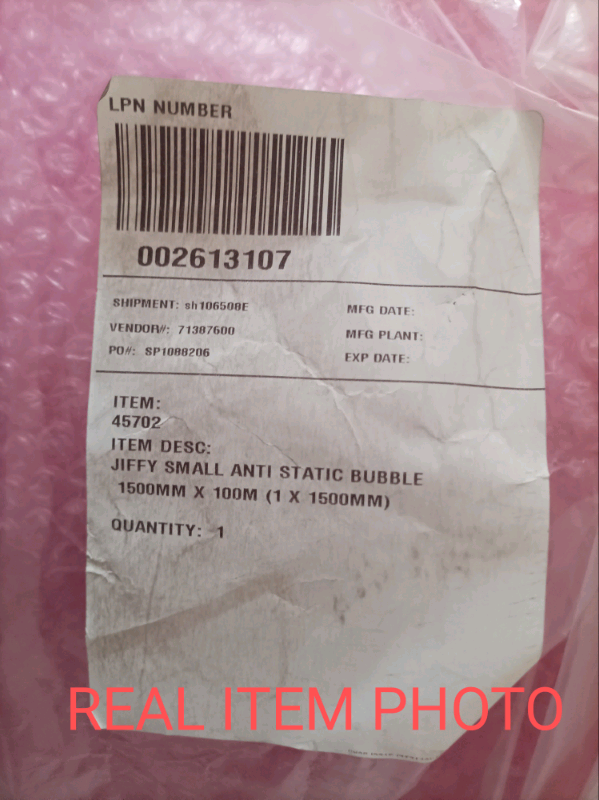 LPN NUMBER
002613107
SHIPMENT: sh106508E
MFG DATE:
VENDOR#: 71387600
MFG PLANT:
PO#: SP1088206
EXP DATE:
ITEM:
45702
ITEM DESC:
JIFFY SMALL ANTI STATIC BUBBLE
1500MM X 100M (1 X 1500MM)
QUANTITY: 1
REAL ITEM PHOTO